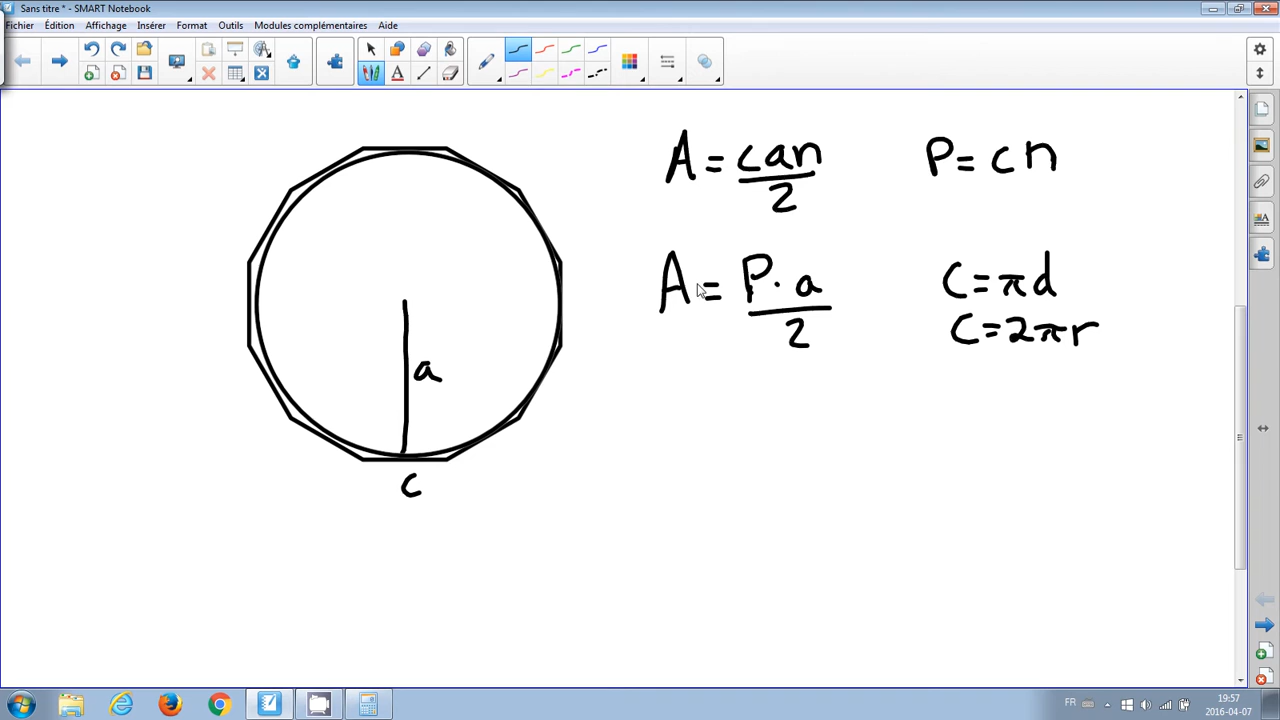 Sans titre * - SMART Notebook
Fichier Édition Affichage Insérer Format Outils Modules complémentaires Aide
A = can/2 P = cn
A = P·a/2 C = πd
C = 2πr
a
c
FR 19:57
2016-04-07